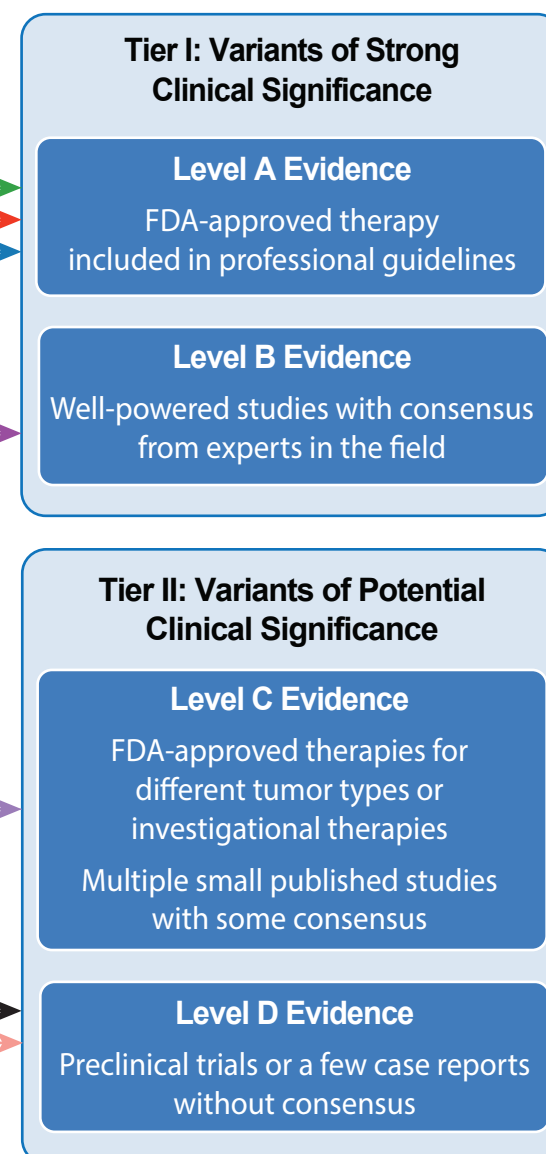 Tier I: Variants of Strong
Clinical Significance
Level A Evidence
FDA-approved therapy
included in professional guidelines
Level B Evidence
Well-powered studies with consensus
from experts in the field
Tier II: Variants of Potential
Clinical Significance
Level C Evidence
FDA-approved therapies for
different tumor types or
investigational therapies
Multiple small published studies
with some consensus
Level D Evidence
Preclinical trials or a few case reports
without consensus